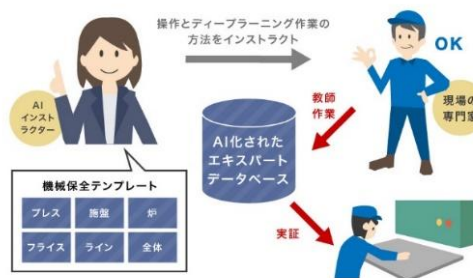 操作とディープラーニング作業の
方法をインストラクト
OK
AI
インスト
ラクター
教師
作業
現場の
専門家
AI化された
エキスパート
データベース
機械保全テンプレート
プレス
施盤
炉
フライス
ライン
全体
実証